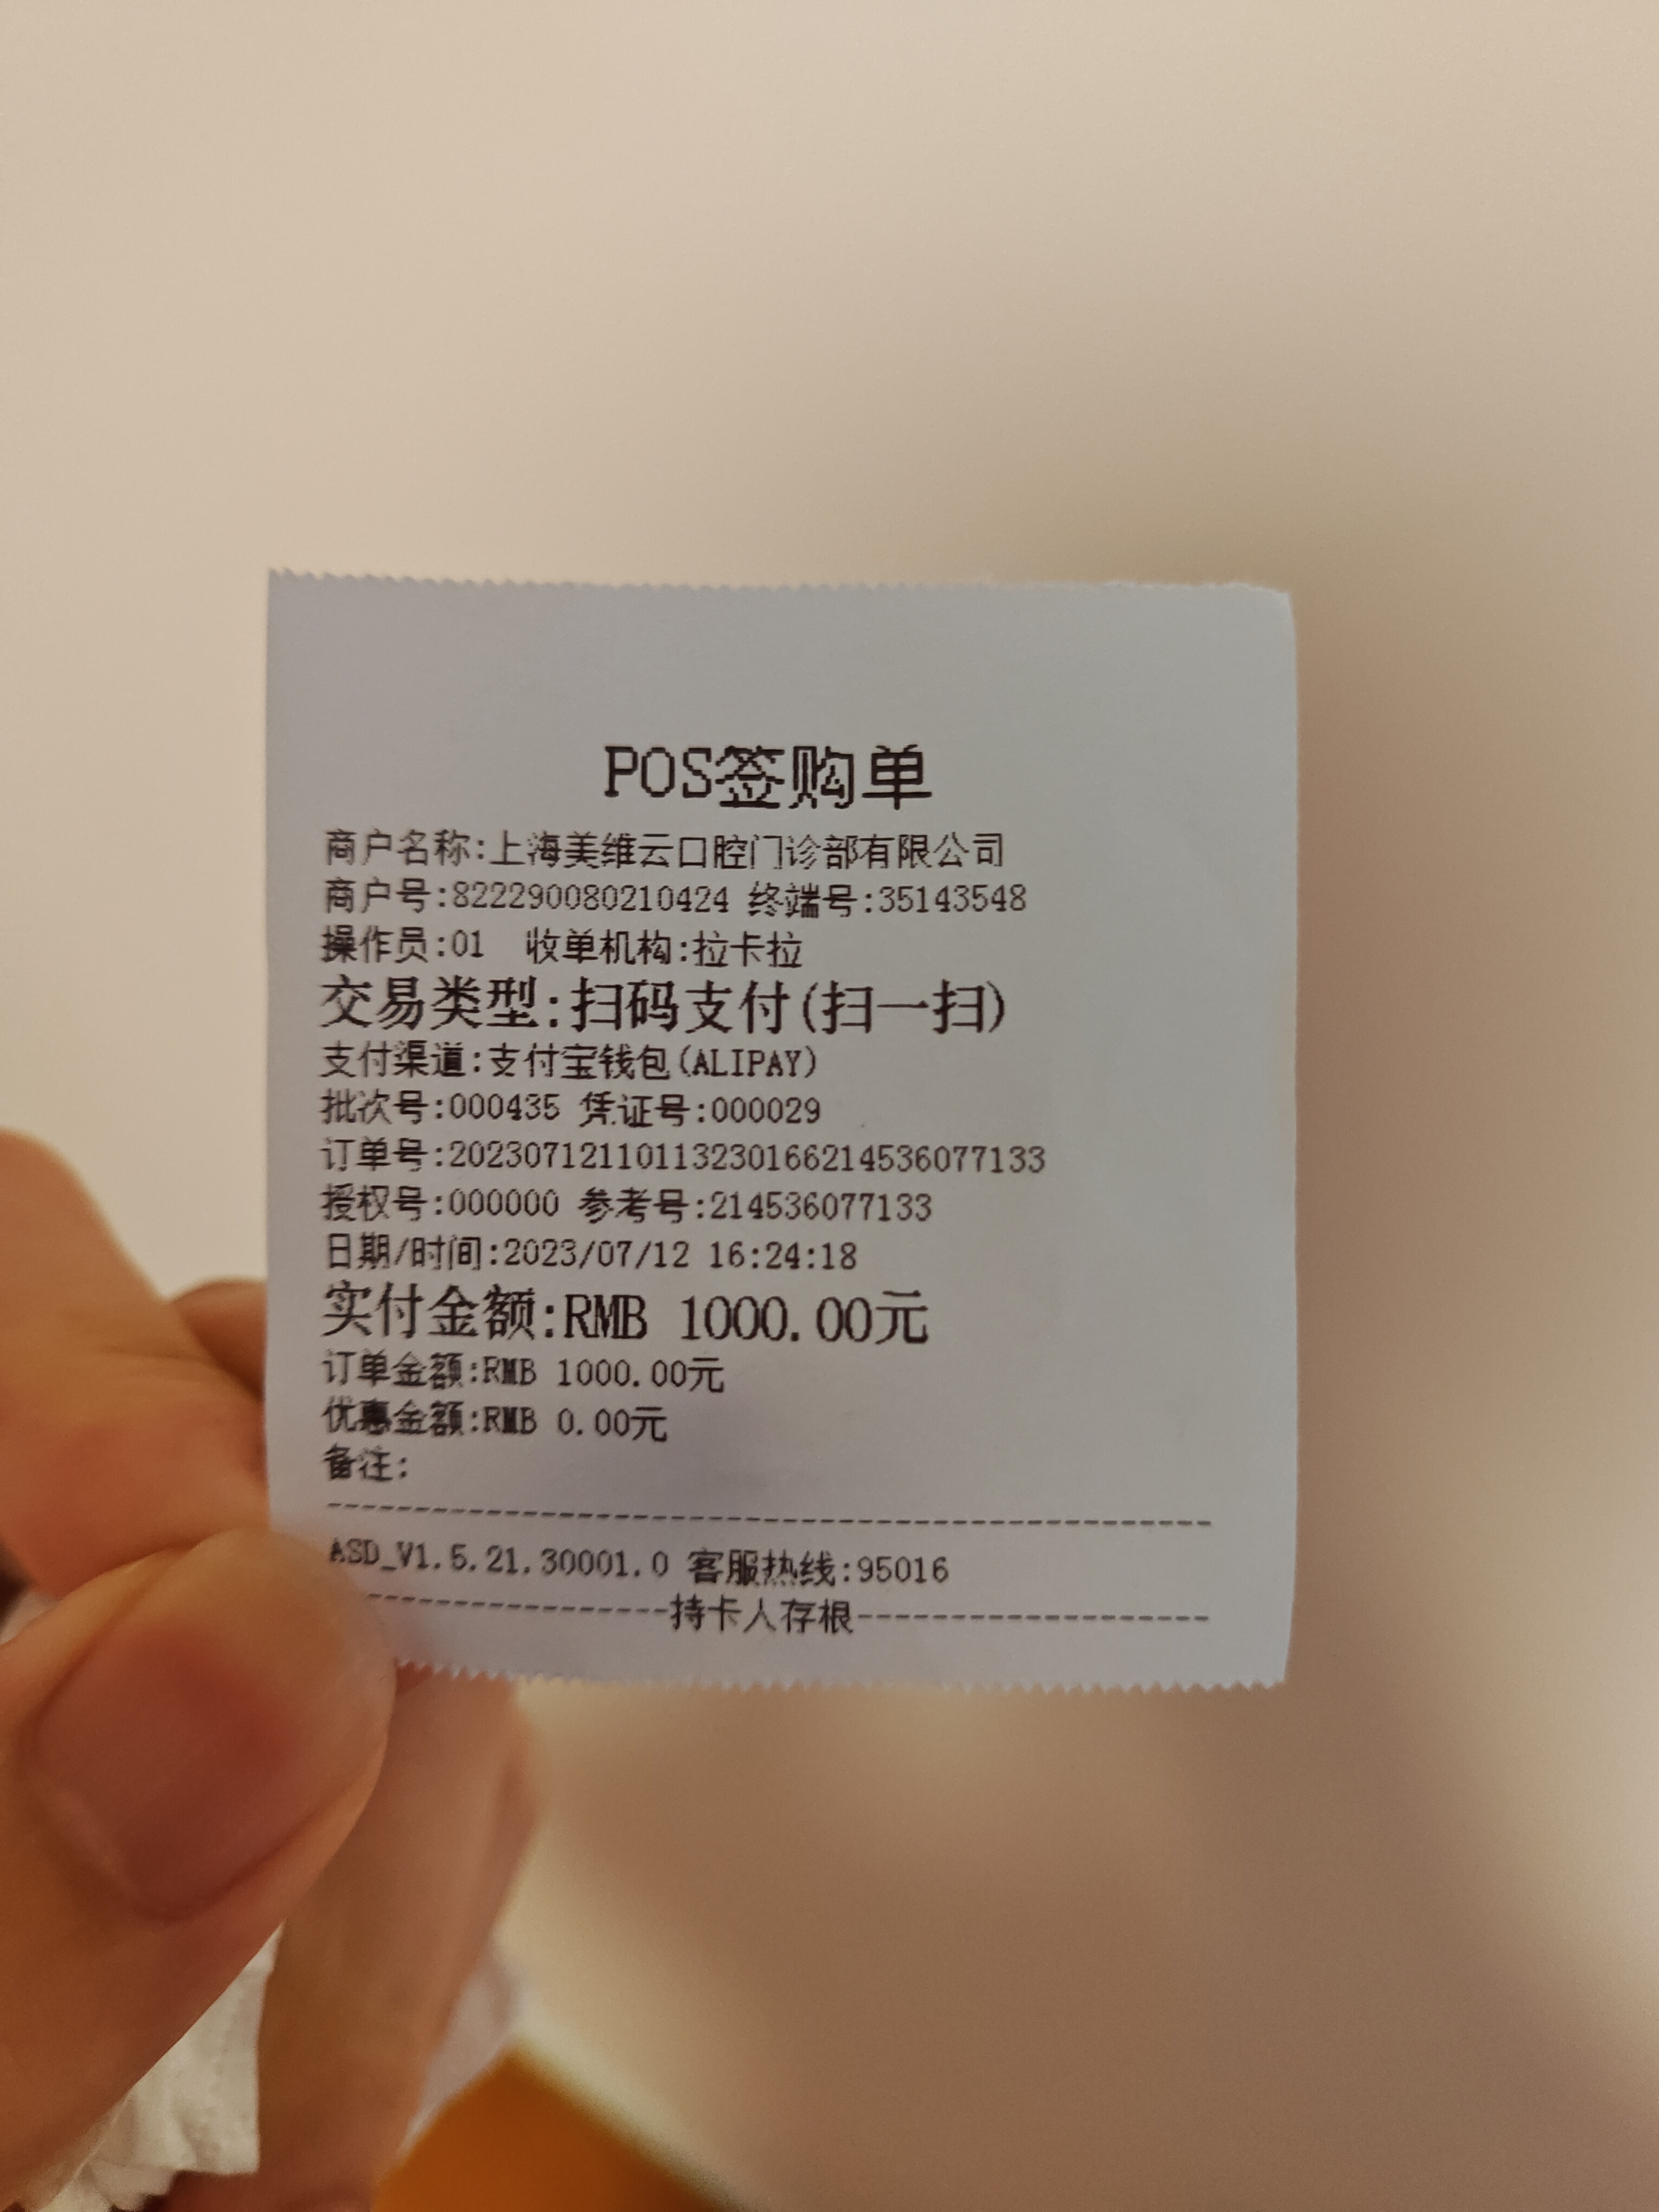 POS签购单
商户名称:上海美维云口腔门诊部有限公司
商户号:822290080210424 终端号:35143548
操作员:01 收单机构:拉卡拉
交易类型:扫码支付(扫一扫)
支付渠道:支付宝钱包(ALIPAY)
批次号:000435 凭证号:000029
订单号:20230712110113230166214536077133
授权号:000000 参考号:214536077133
日期/时间:2023/07/12 16:24:18
实付金额:RMB 1000.00元
订单金额:RMB 1000.00元
优惠金额:RMB 0.00元
备注:
ASD_V1.5.21.30001.0 客服热线:95016
持卡人存根